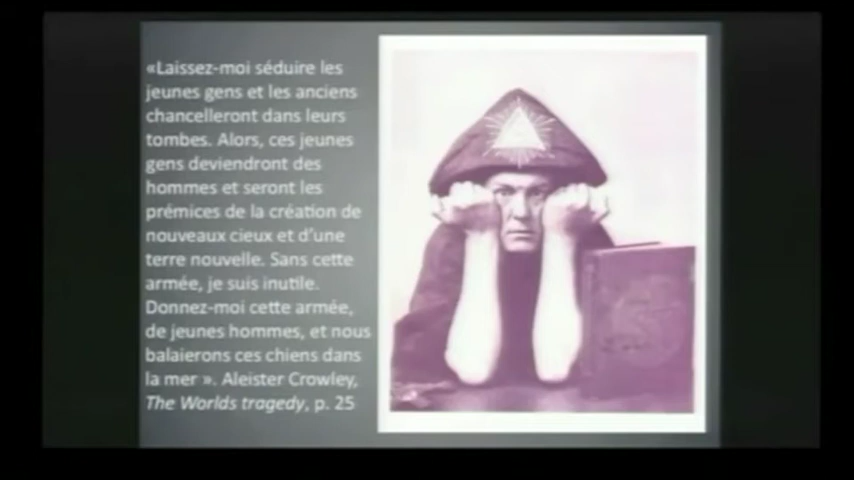 «Laissez-moi séduire les
jeunes gens et les anciens
chancelleront dans leurs
tombes. Alors, ces jeunes
gens deviendront des
hommes et seront les
prémices de la création de
nouveaux cieux et d'une
terre nouvelle. Sans cette
armée, je suis inutile.
Donnez-moi cette armée,
de jeunes hommes, et nous
balaierons ces chiens dans
la mer ». Aleister Crowley,
The Worlds tragedy, p. 25